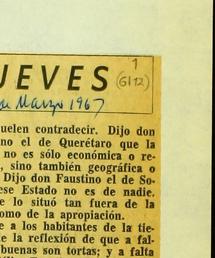 1
(G112)
JUEVES
de Marzo 1967
uelen contradecir. Dijo don
no el de Querétaro que la
no es sólo económica o re-
, sino también geográfica o
Dijo don Faustino el de So-
ese Estado no es de nadie,
e lo situó tan fuera de la
omo de la apropiación.
e a los habitantes de la tie-
e la reflexión de que a fal-
buenas son tortas; y a falta